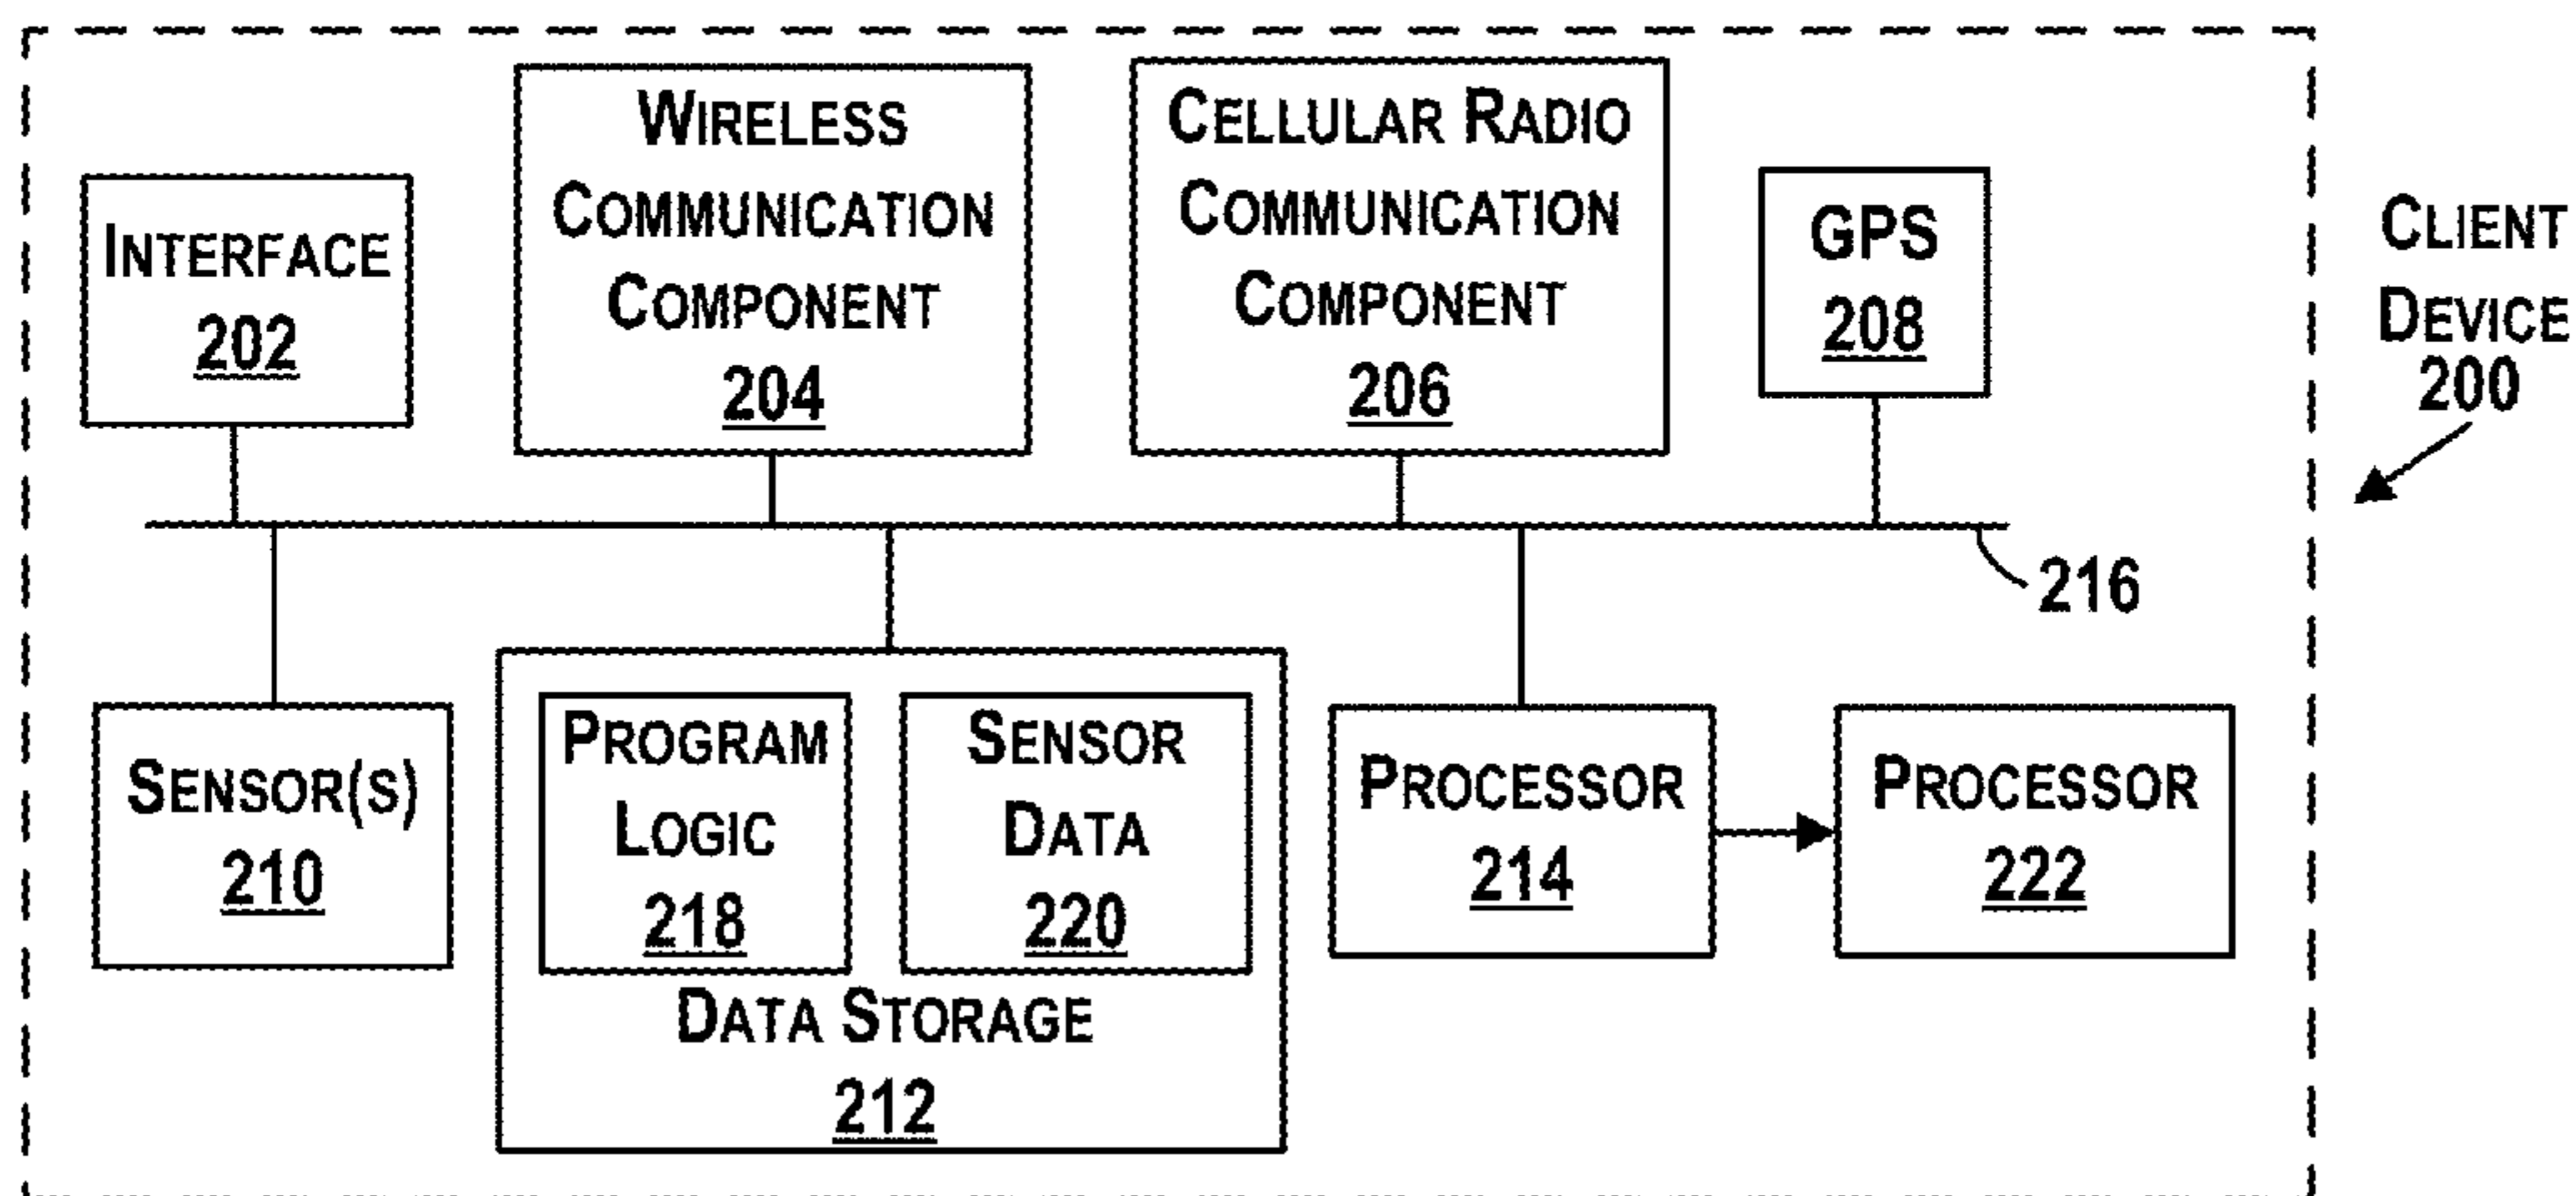 INTERFACE
202
WIRELESS
COMMUNICATION
COMPONENT
204
CELLULAR RADIO
COMMUNICATION
COMPONENT
206
GPS
208
CLIENT
DEVICE
200
216
SENSOR(S)
210
PROGRAM
LOGIC
218
SENSOR
DATA
220
DATA STORAGE
212
PROCESSOR
214
PROCESSOR
222